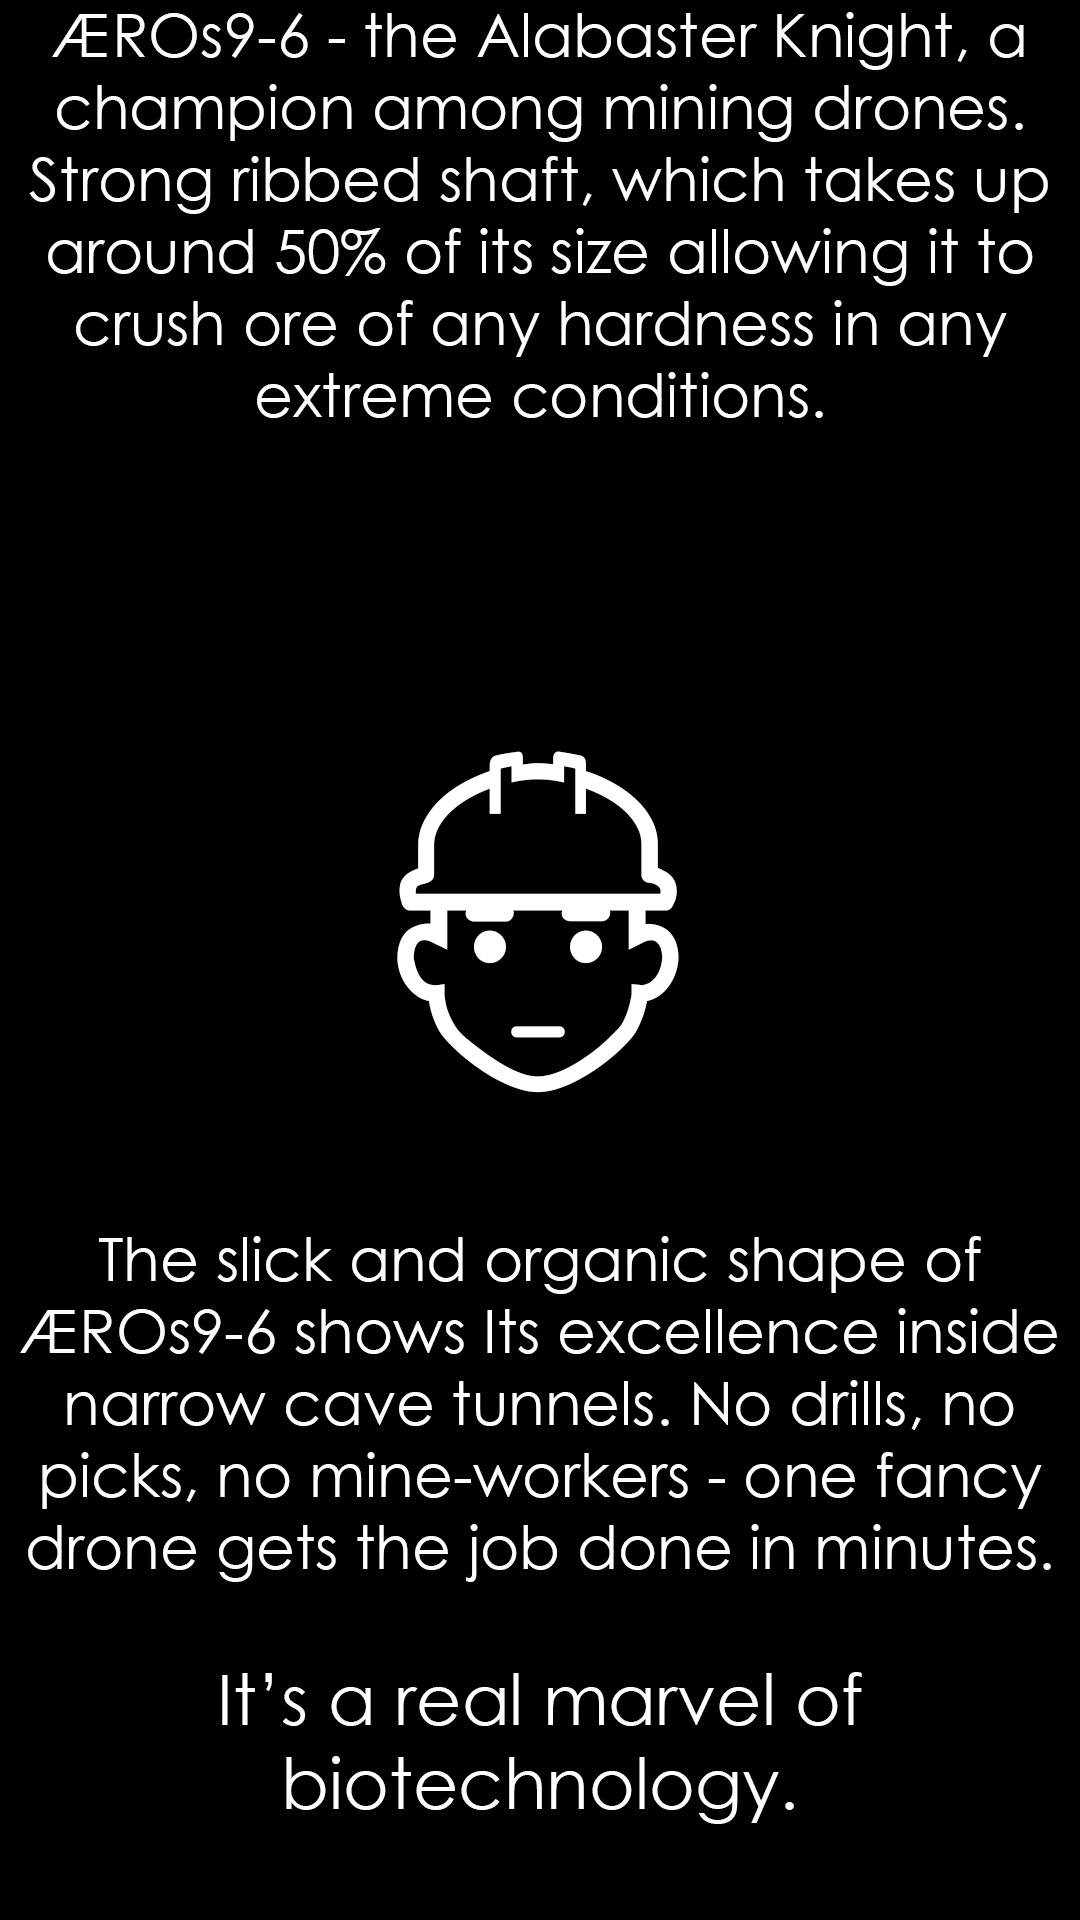 ÆROs9-6 - the Alabaster Knight, a
champion among mining drones.
Strong ribbed shaft, which takes up
around 50% of its size allowing it to
crush ore of any hardness in any
extreme conditions.
The slick and organic shape of
ÆROs9-6 shows Its excellence inside
narrow cave tunnels. No drills, no
picks, no mine-workers - one fancy
drone gets the job done in minutes.
It’s a real marvel of
biotechnology.